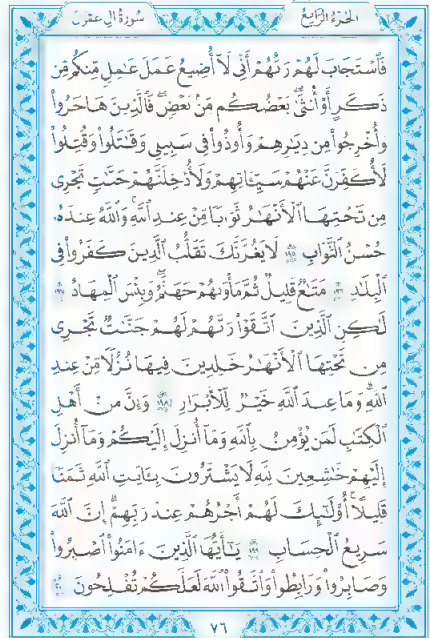 الجزء الرابع سورة آل عمران
فَٱسْتَجَابَ لَهُمْ رَبُّهُمْ أَنِّى لَآ أُضِيعُ عَمَلَ عَٰمِلٍ مِّنكُم مِّن
ذَكَرٍ أَوْ أُنثَىٰ ۖ بَعْضُكُم مِّنۢ بَعْضٍ ۖ فَٱلَّذِينَ هَاجَرُوا۟
وَأُخْرِجُوا۟ مِن دِيَٰرِهِمْ وَأُوذُوا۟ فِى سَبِيلِى وَقَٰتَلُوا۟ وَقُتِلُوا۟
لَأُكَفِّرَنَّ عَنْهُمْ سَيِّـَٔاتِهِمْ وَلَأُدْخِلَنَّهُمْ جَنَّٰتٍ تَجْرِى
مِن تَحْتِهَا ٱلْأَنْهَٰرُ ثَوَابًا مِّنْ عِندِ ٱللَّهِ ۗ وَٱللَّهُ عِندَهُۥ
حُسْنُ ٱلثَّوَابِ ١٩٥ لَا يَغُرَّنَّكَ تَقَلُّبُ ٱلَّذِينَ كَفَرُوا۟ فِى
ٱلْبِلَٰدِ ١٩٦ مَتَٰعٌ قَلِيلٌ ثُمَّ مَأْوَىٰهُمْ جَهَنَّمُ ۚ وَبِئْسَ ٱلْمِهَادُ ١٩٧
لَٰكِنِ ٱلَّذِينَ ٱتَّقَوْا۟ رَبَّهُمْ لَهُمْ جَنَّٰتٌ تَجْرِى
مِن تَحْتِهَا ٱلْأَنْهَٰرُ خَٰلِدِينَ فِيهَا نُزُلًا مِّنْ عِندِ
ٱللَّهِ ۗ وَمَا عِندَ ٱللَّهِ خَيْرٌ لِّلْأَبْرَارِ ١٩٨ وَإِنَّ مِنْ أَهْلِ
ٱلْكِتَٰبِ لَمَن يُؤْمِنُ بِٱللَّهِ وَمَآ أُنزِلَ إِلَيْكُمْ وَمَآ أُنزِلَ
إِلَيْهِمْ خَٰشِعِينَ لِلَّهِ لَا يَشْتَرُونَ بِـَٔايَٰتِ ٱللَّهِ ثَمَنًا
قَلِيلًا ۗ أُو۟لَٰٓئِكَ لَهُمْ أَجْرُهُمْ عِندَ رَبِّهِمْ ۗ إِنَّ ٱللَّهَ
سَرِيعُ ٱلْحِسَابِ ١٩٩ يَٰٓأَيُّهَا ٱلَّذِينَ ءَامَنُوا۟ ٱصْبِرُوا۟
وَصَابِرُوا۟ وَرَابِطُوا۟ وَٱتَّقُوا۟ ٱللَّهَ لَعَلَّكُمْ تُفْلِحُونَ ٢٠٠
٧٦